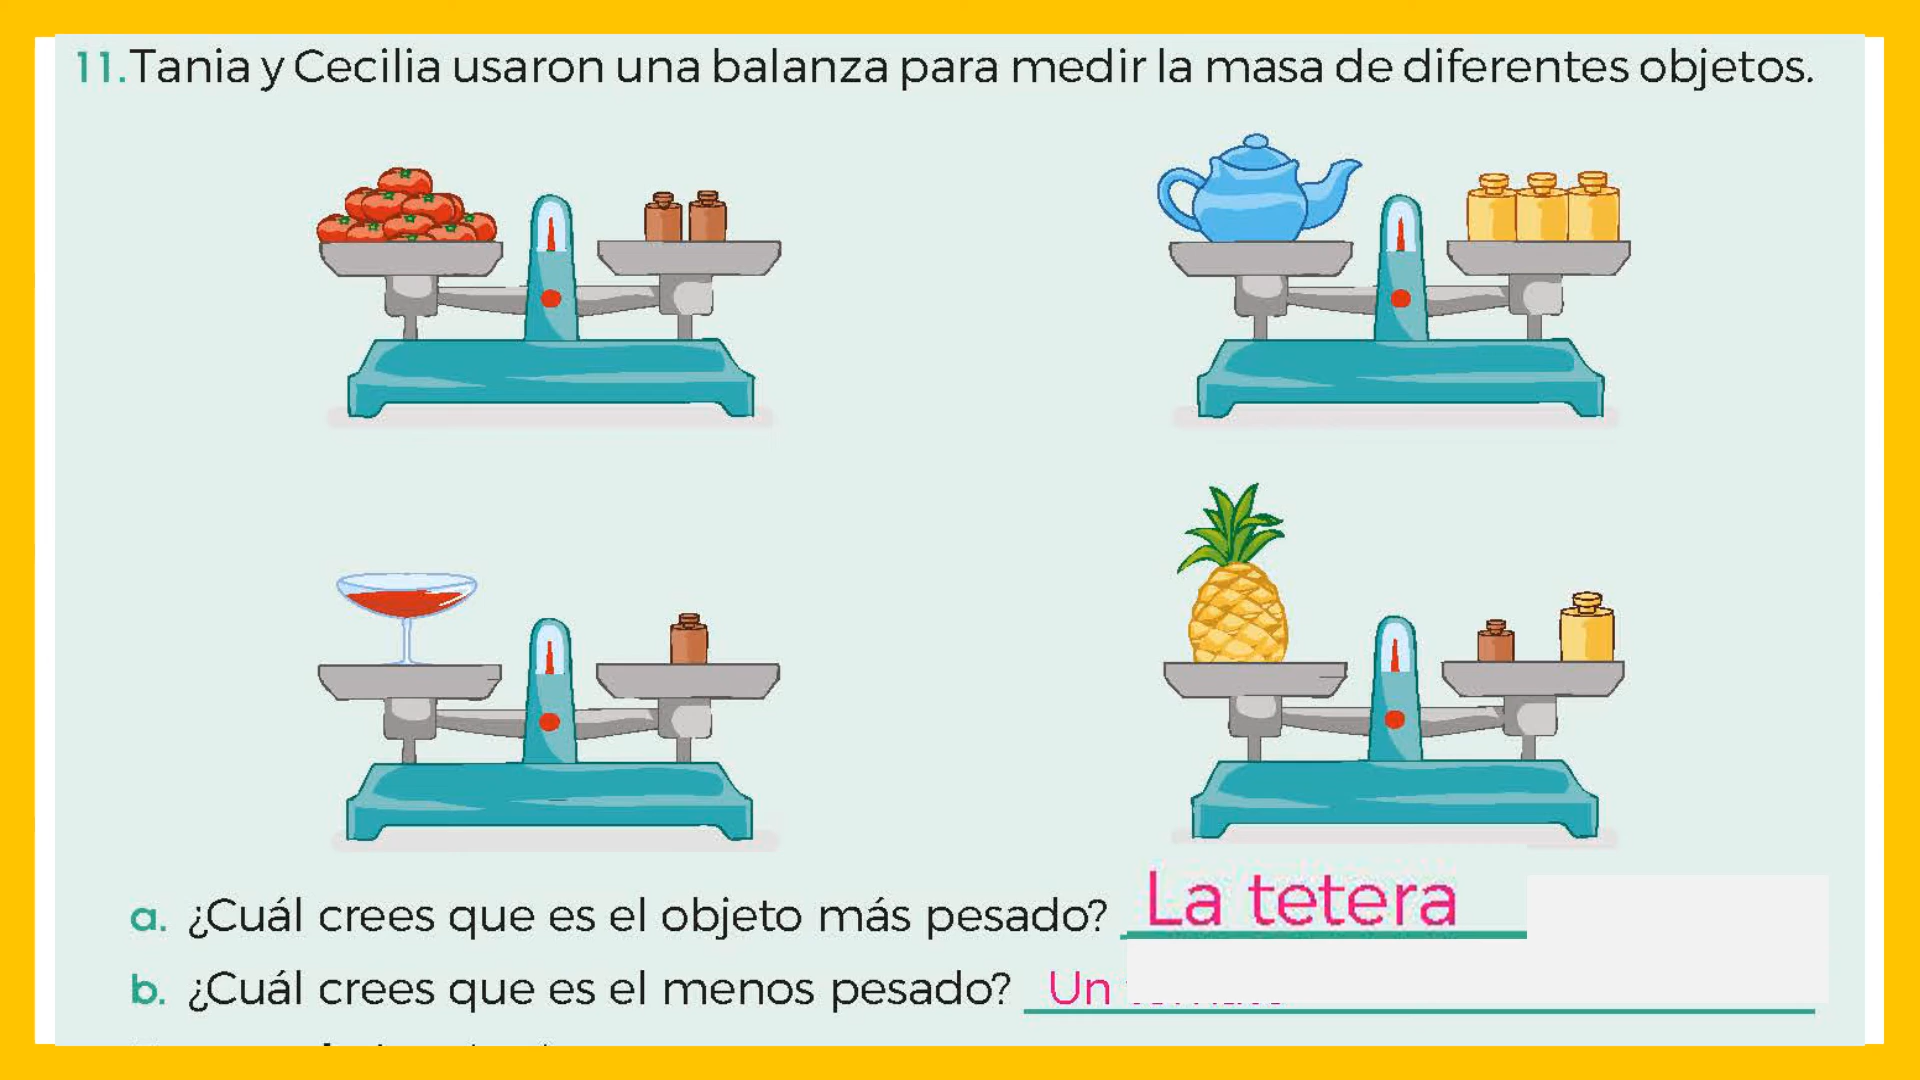 11. Tania y Cecilia usaron una balanza para medir la masa de diferentes objetos.
a. ¿Cuál crees que es el objeto más pesado? La tetera
b. ¿Cuál crees que es el menos pesado? Un